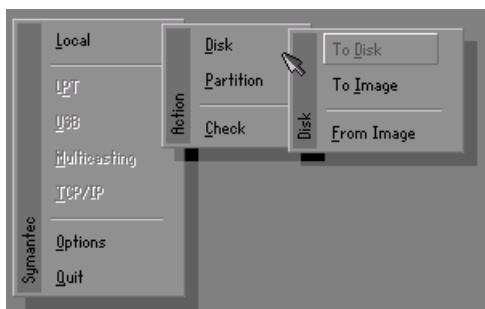 Local
LPT
USB
Multicasting
TCP/IP
Options
Quit
Symantec
Disk
Partition
Check
Action
To Disk
To Image
From Image
Disk